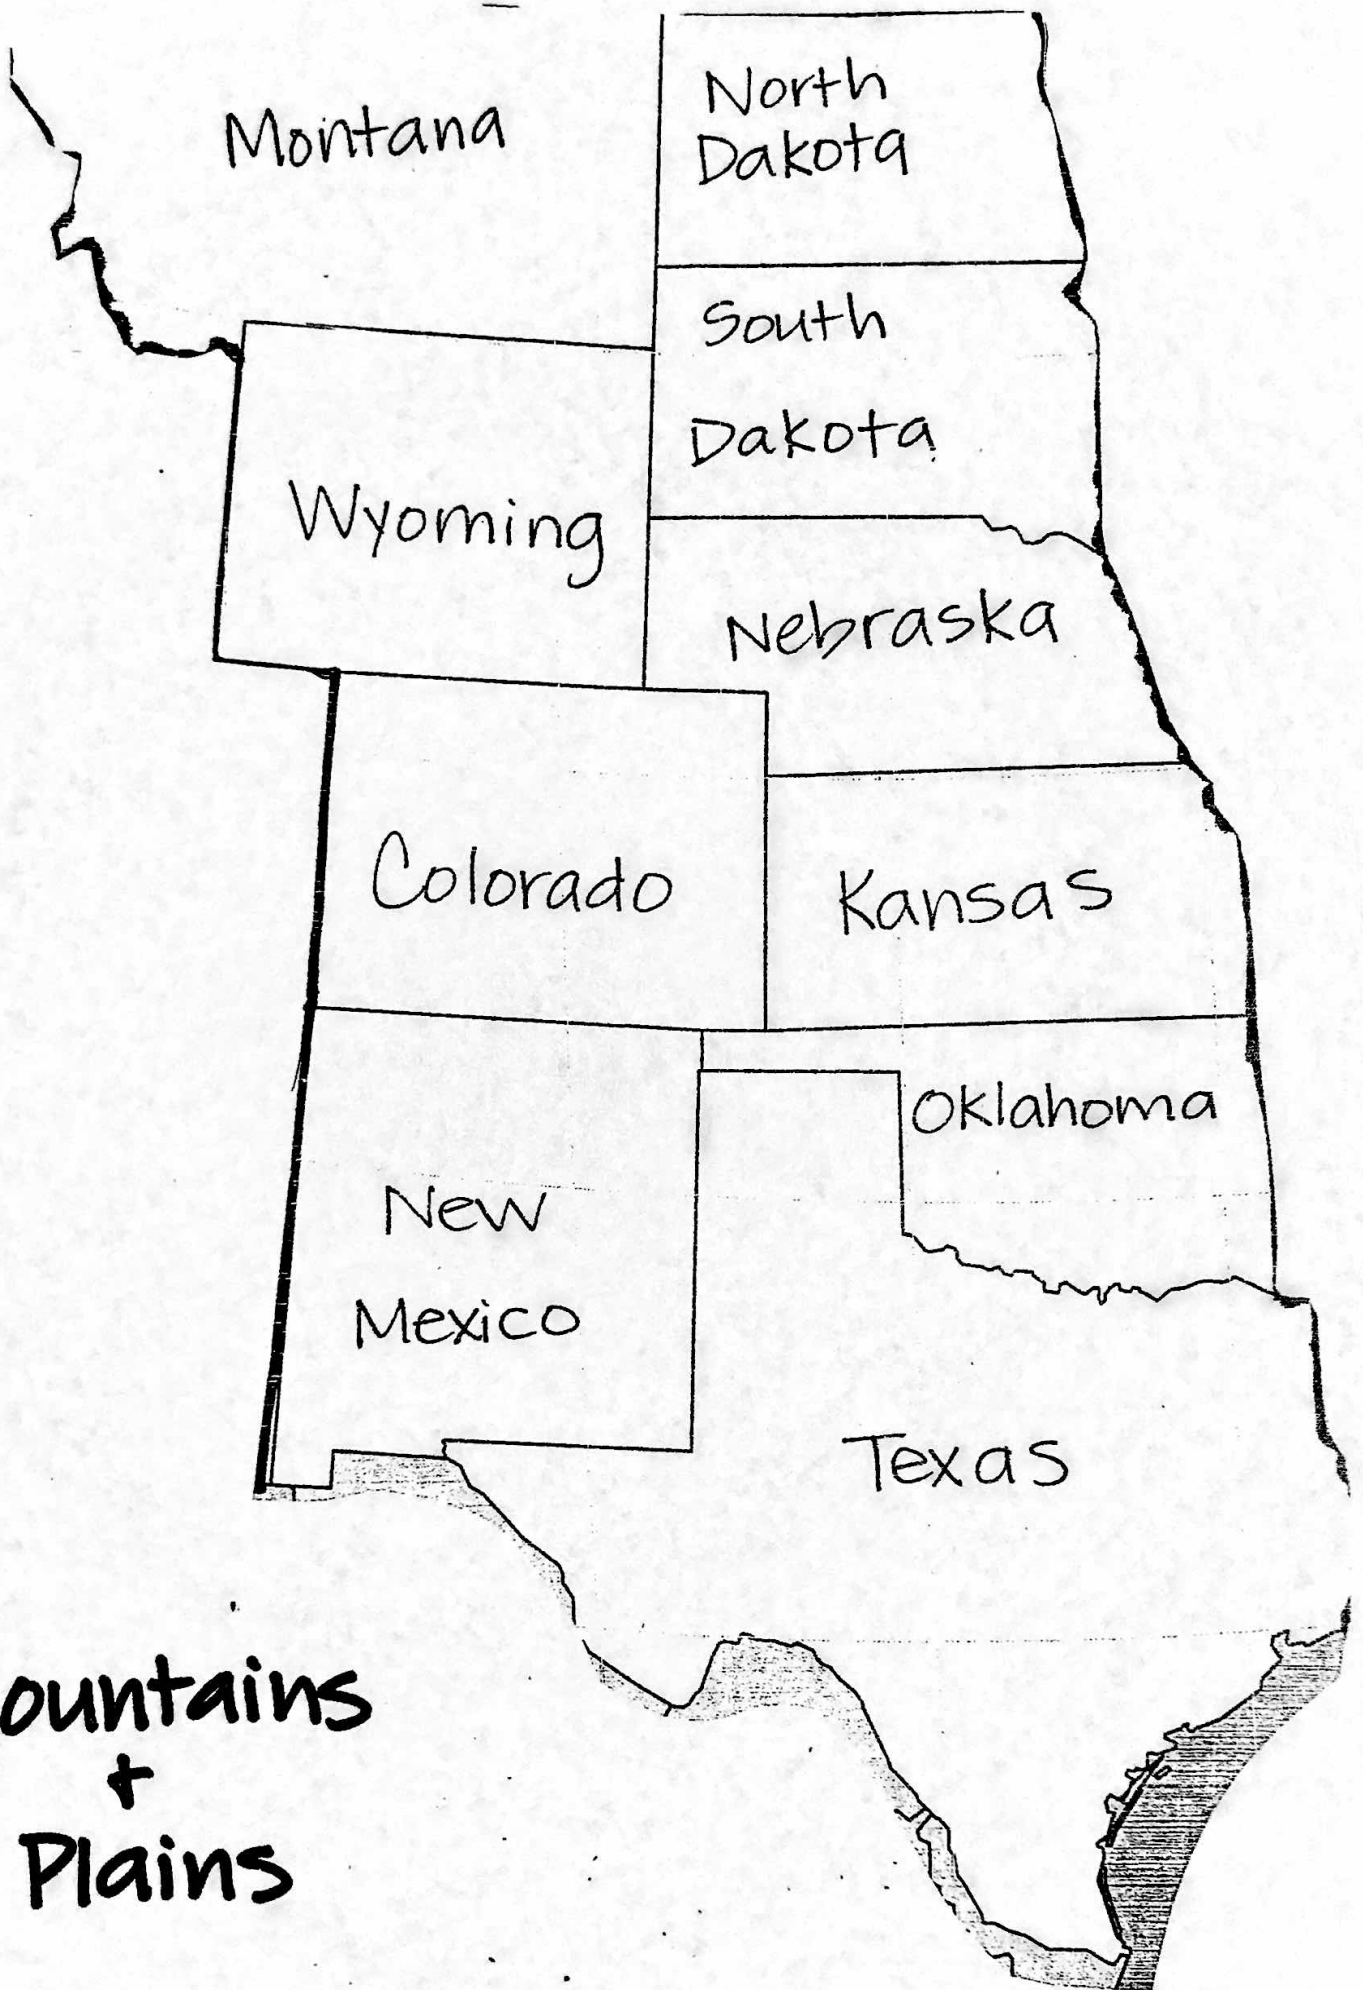 Montana
North
Dakota
South
Dakota
Wyoming
Nebraska
Colorado
Kansas
Oklahoma
New
Mexico
Texas
ountains
+
Plains